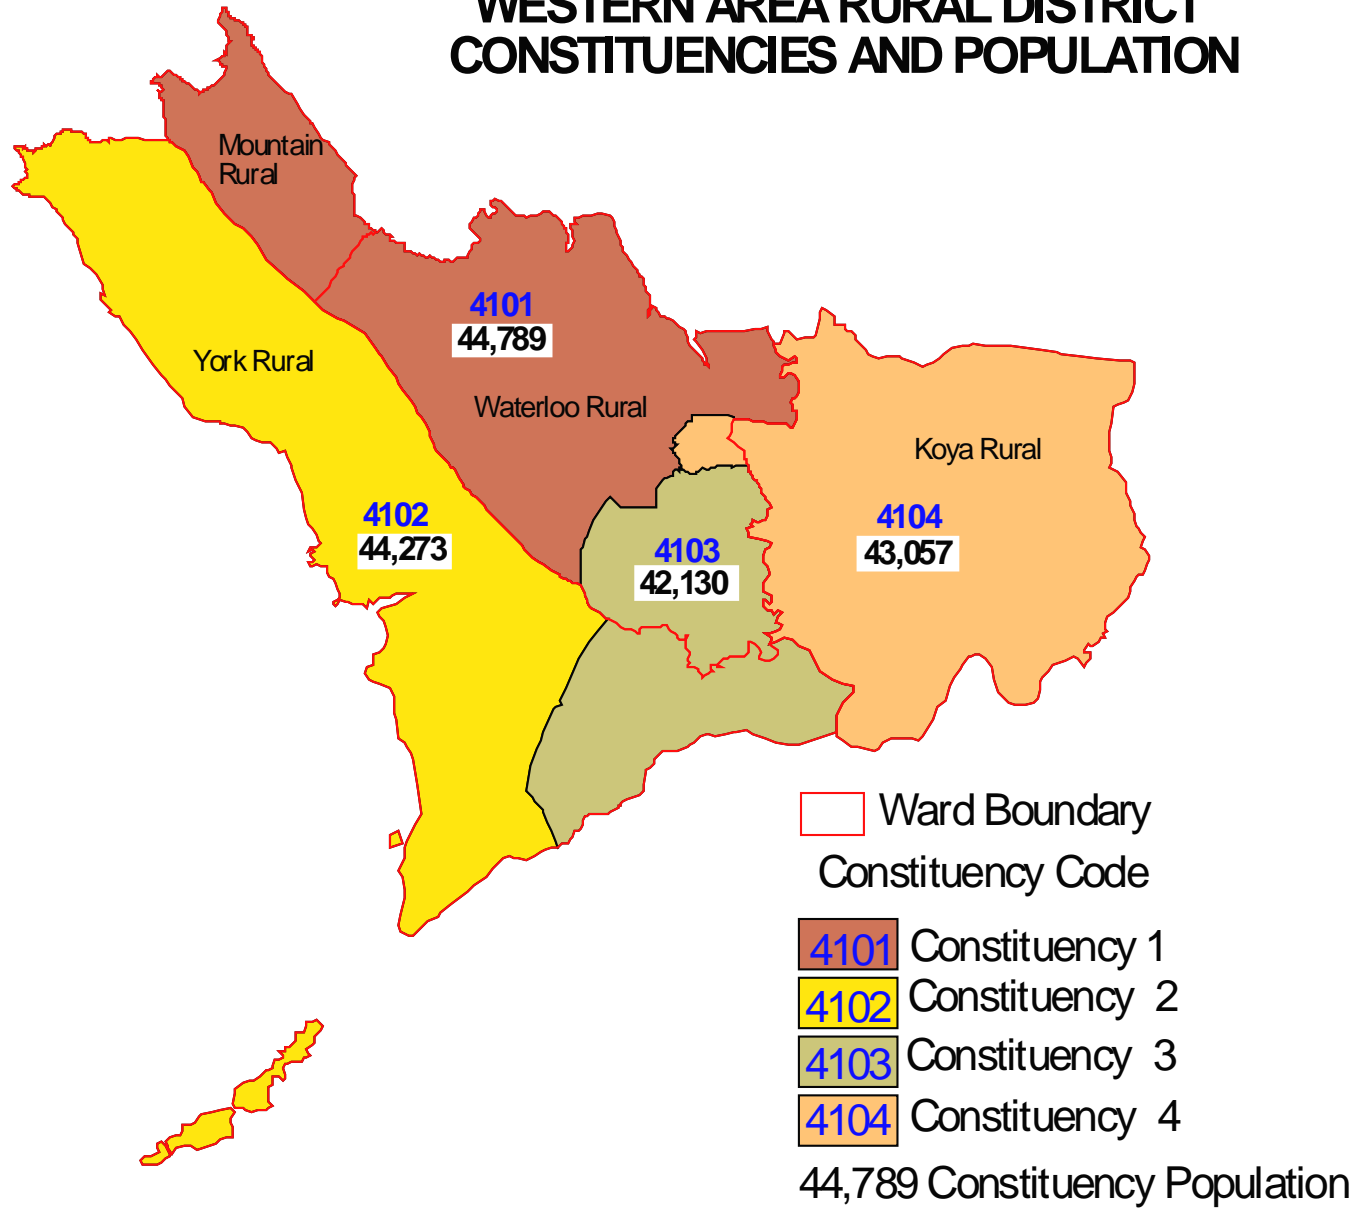 WESTERN AREA RURAL DISTRICT
CONSTITUENCIES AND POPULATION
Mountain
Rural
4101
44,789
York Rural
Waterloo Rural
Koya Rural
4102
44,273
4103
42,130
4104
43,057
Ward Boundary
Constituency Code
4101 Constituency 1
4102 Constituency 2
4103 Constituency 3
4104 Constituency 4
44,789 Constituency Population